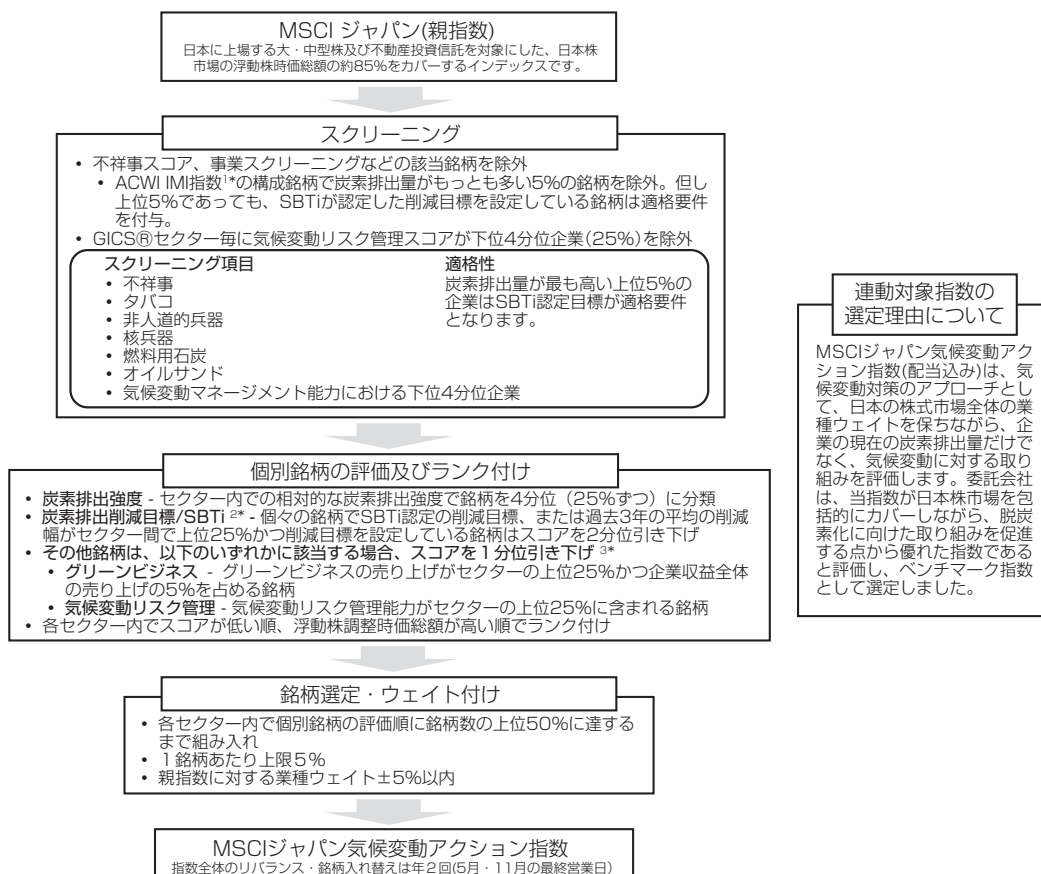 MSCI ジャパン(親指数)
日本に上場する大・中型株及び不動産投資信託を対象にした、日本株
市場の浮動株時価総額の約85%をカバーするインデックスです。
スクリーニング
• 不祥事スコア、事業スクリーニングなどの該当銘柄を除外
• ACWI IMI指数¹*の構成銘柄で炭素排出量がもっとも多い5%の銘柄を除外。但し
上位5%であっても、SBTiが認定した削減目標を設定している銘柄は適格要件
を付与。
• GICS®セクター毎に気候変動リスク管理スコアが下位4分位企業(25%)を除外
スクリーニング項目
• 不祥事
• タバコ
• 非人道的兵器
• 核兵器
• 燃料用石炭
• オイルサンド
• 気候変動マネージメント能力における下位4分位企業
適格性
炭素排出量が最も高い上位5%の
企業はSBTi認定目標が適格要件
となります。
個別銘柄の評価及びランク付け
• 炭素排出強度 - セクター内での相対的な炭素排出強度で銘柄を4分位（25%ずつ）に分類
• 炭素排出削減目標/SBTi ²* - 個々の銘柄でSBTi認定の削減目標、または過去3年の平均の削減
幅がセクター間で上位25%かつ削減目標を設定している銘柄はスコアを2分位引き下げ
• その他銘柄は、以下のいずれかに該当する場合、スコアを１分位引き下げ ³*
• グリーンビジネス - グリーンビジネスの売り上げがセクターの上位25%かつ企業収益全体
の売り上げの5%を占める銘柄
• 気候変動リスク管理 - 気候変動リスク管理能力がセクターの上位25%に含まれる銘柄
• 各セクター内でスコアが低い順、浮動株調整時価総額が高い順でランク付け
銘柄選定・ウェイト付け
• 各セクター内で個別銘柄の評価順に銘柄数の上位50%に達する
まで組み入れ
• １銘柄あたり上限５%
• 親指数に対する業種ウェイト±5%以内
MSCIジャパン気候変動アクション指数
指数全体のリバランス・銘柄入れ替えは年２回(5月・11月の最終営業日)
連動対象指数の
選定理由について
MSCIジャパン気候変動アク
ション指数(配当込み)は、気
候変動対策のアプローチとし
て、日本の株式市場全体の業
種ウェイトを保ちながら、企
業の現在の炭素排出量だけで
なく、気候変動に対する取り
組みを評価します。委託会社
は、当指数が日本株市場を包
括的にカバーしながら、脱炭
素化に向けた取り組みを促進
する点から優れた指数である
と評価し、ベンチマーク指数
として選定しました。